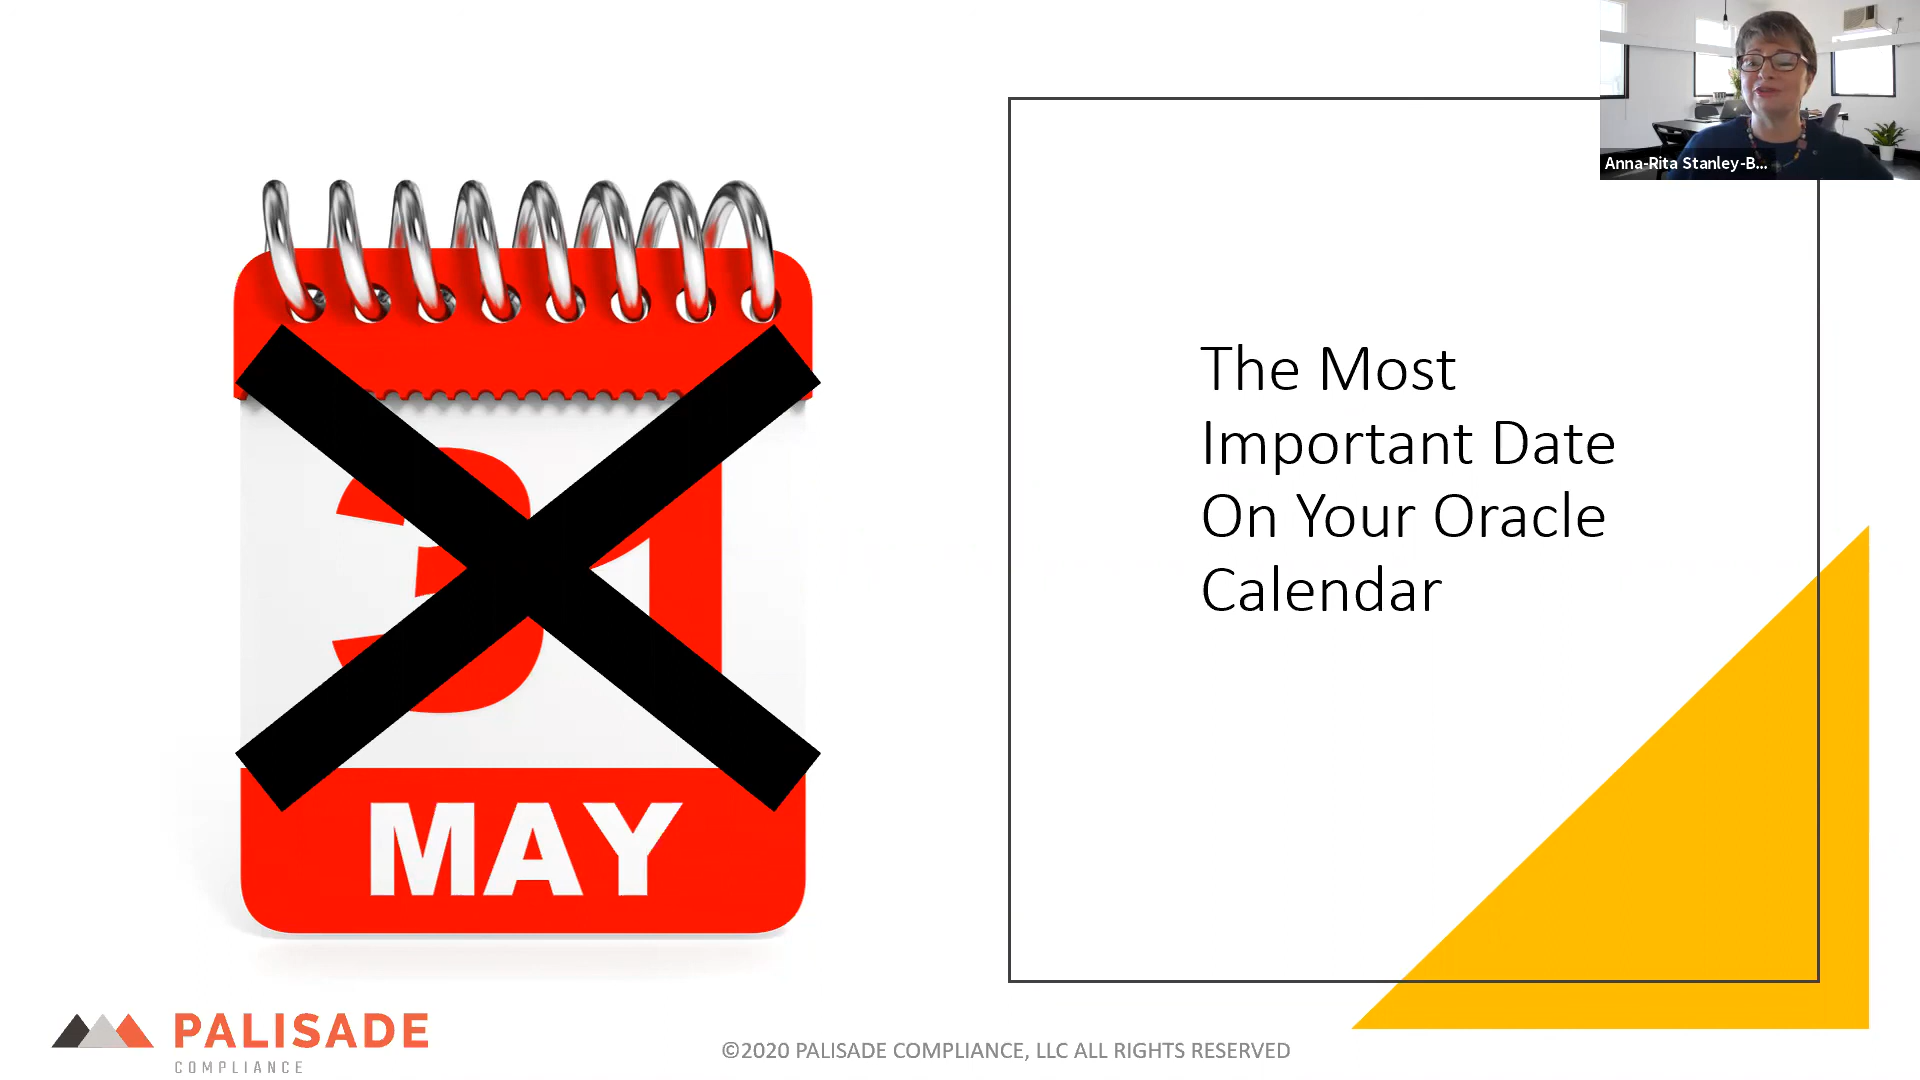 Anna-Rita Stanley-B...
The Most
Important Date
On Your Oracle
Calendar
31
MAY
PALISADE
COMPLIANCE
©2020 PALISADE COMPLIANCE, LLC ALL RIGHTS RESERVED